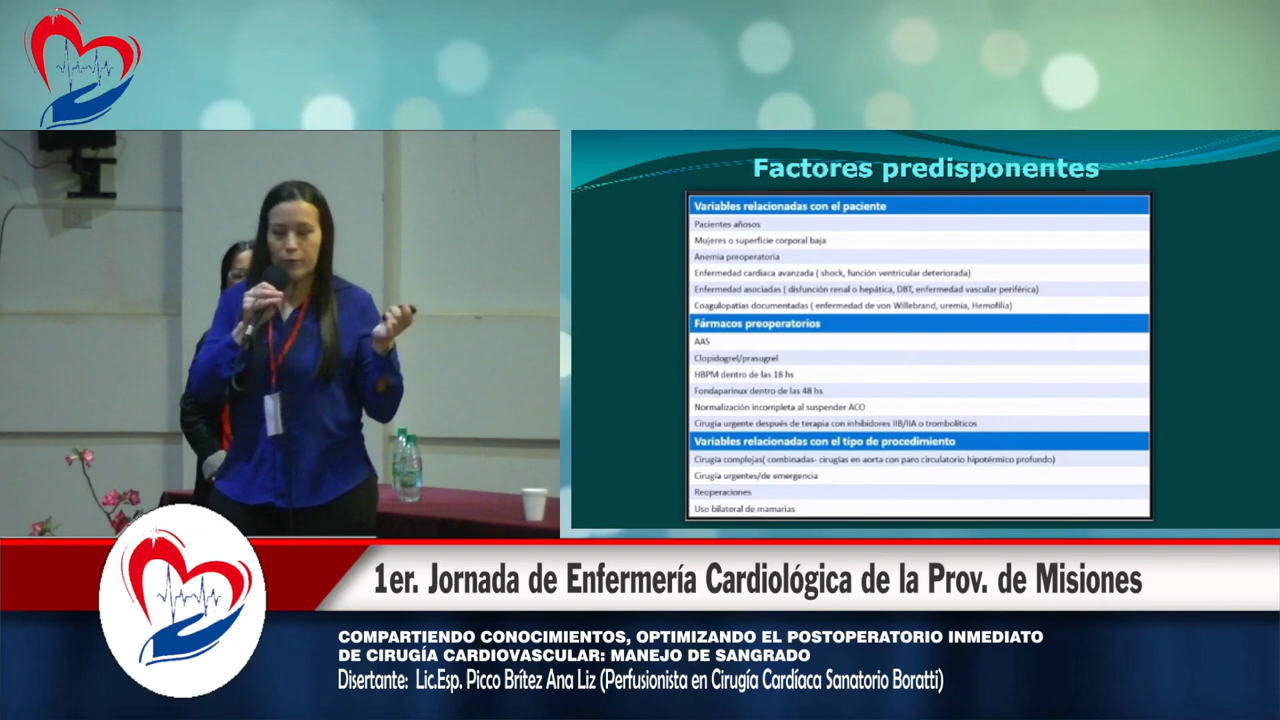 Factores predisponentes
Variables relacionadas con el paciente
Pacientes añosos
Mujeres o superficie corporal baja
Anemia preoperatoria
Enfermedad cardiaca avanzada ( shock, función ventricular deteriorada)
Enfermedad asociadas ( disfunción renal o hepática, DBT, enfermedad vascular periférica)
Coagulopatías documentadas ( enfermedad de von Willebrand, uremia, Hemofilia)
Fármacos preoperatorios
AAS
Clopidogrel/prasugrel
HBPM dentro de las 18 hs
Fondaparinux dentro de las 48 hs
Normalización incompleta al suspender ACO
Cirugía urgente después de terapia con inhibidores IIB/IIA o trombolíticos
Variables relacionadas con el tipo de procedimiento
Cirugía complejas( combinadas- cirugías en aorta con paro circulatorio hipotérmico profundo)
Cirugía urgentes/de emergencia
Reoperaciones
Uso bilateral de mamarias
1er. Jornada de Enfermería Cardiológica de la Prov. de Misiones
COMPARTIENDO CONOCIMIENTOS, OPTIMIZANDO EL POSTOPERATORIO INMEDIATO
DE CIRUGÍA CARDIOVASCULAR: MANEJO DE SANGRADO
Disertante: Lic.Esp. Picco Brítez Ana Liz (Perfusionista en Cirugía Cardíaca Sanatorio Boratti)